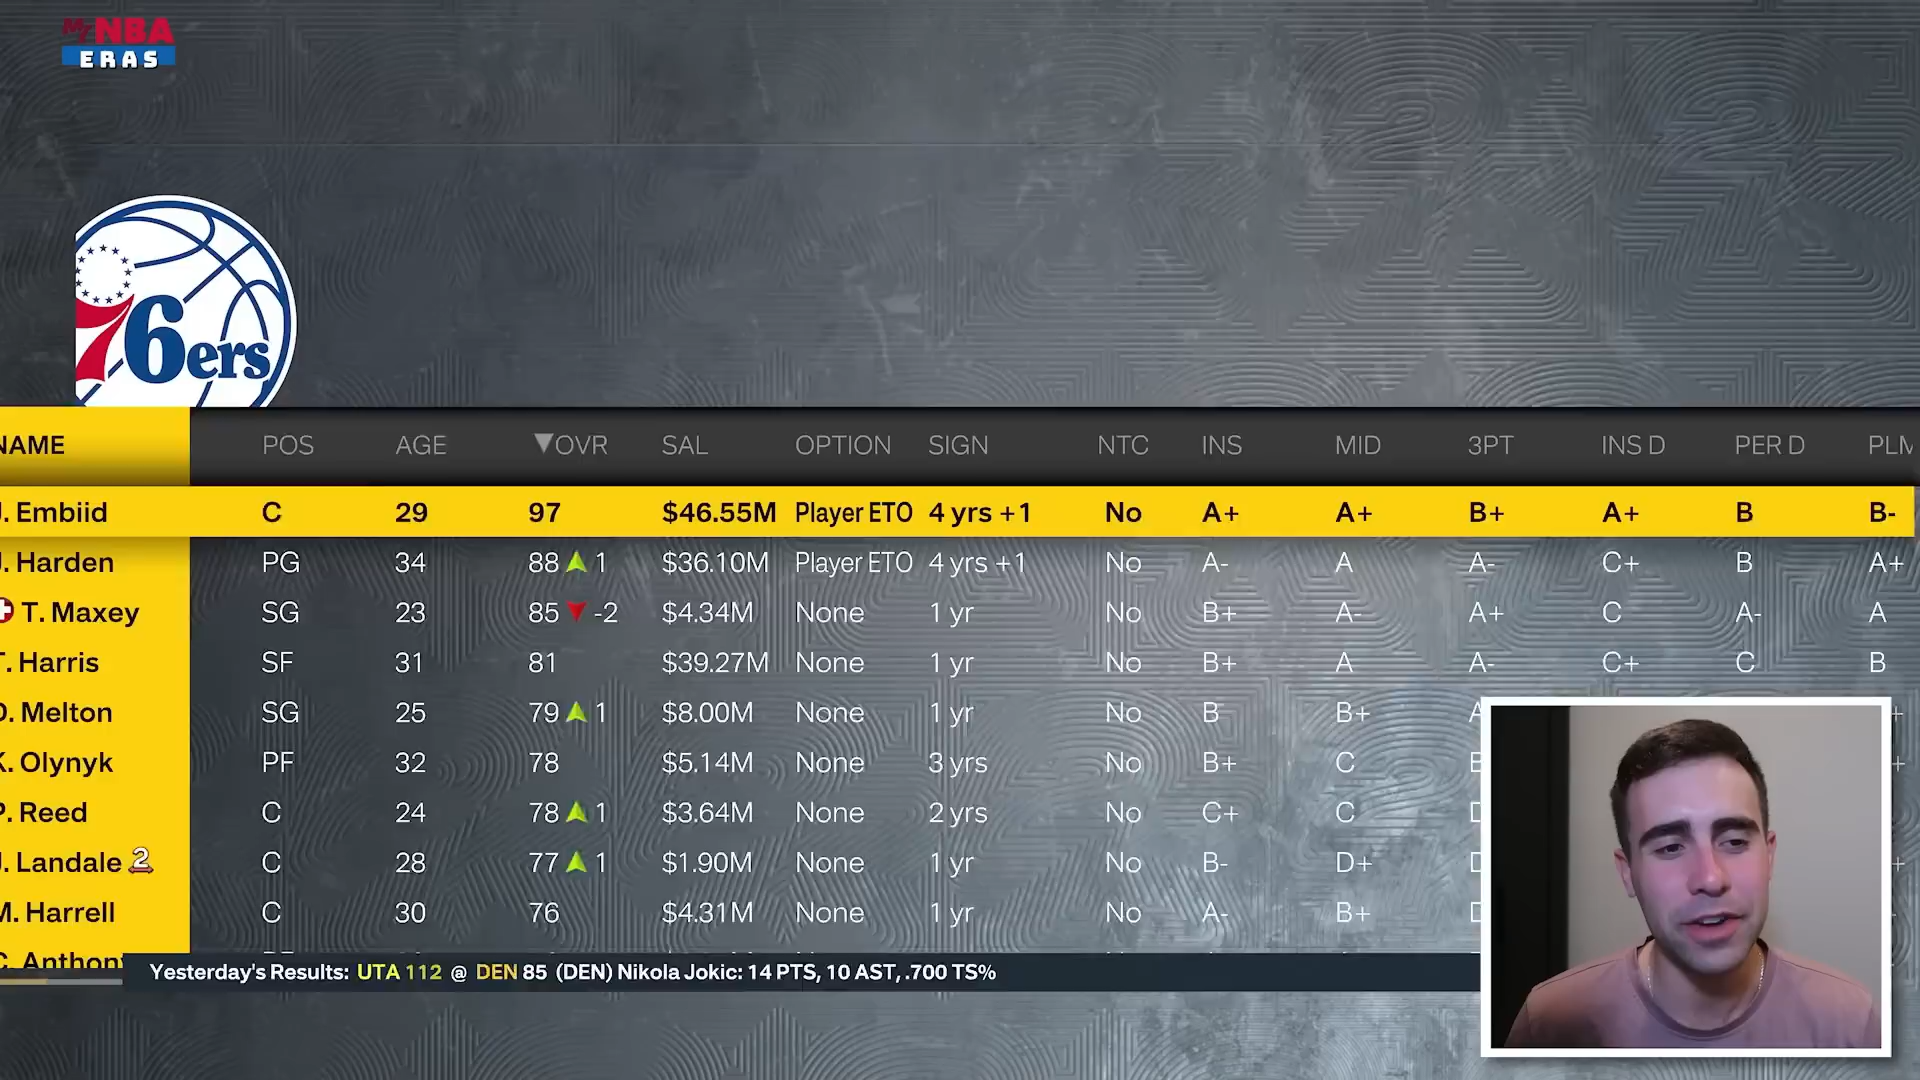 MyNBA
ERAS
76ers
NAME POS AGE ▼OVR SAL OPTION SIGN NTC INS MID 3PT INS D PER D PLM
J. Embiid C 29 97 $46.55M Player ETO 4 yrs +1 No A+ A+ B+ A+ B B-
J. Harden PG 34 88 ▲ 1 $36.10M Player ETO 4 yrs +1 No A- A A- C+ B A+
T. Maxey SG 23 85 ▼ -2 $4.34M None 1 yr No B+ A- A+ C A- A
T. Harris SF 31 81 $39.27M None 1 yr No B+ A A- C+ C B
D. Melton SG 25 79 ▲ 1 $8.00M None 1 yr No B B+
K. Olynyk PF 32 78 $5.14M None 3 yrs No B+ C
P. Reed C 24 78 ▲ 1 $3.64M None 2 yrs No C+ C
J. Landale 2 C 28 77 ▲ 1 $1.90M None 1 yr No B- D+
M. Harrell C 30 76 $4.31M None 1 yr No A- B+
C. Anthony
Yesterday's Results: UTA 112 @ DEN 85 (DEN) Nikola Jokic: 14 PTS, 10 AST, .700 TS%